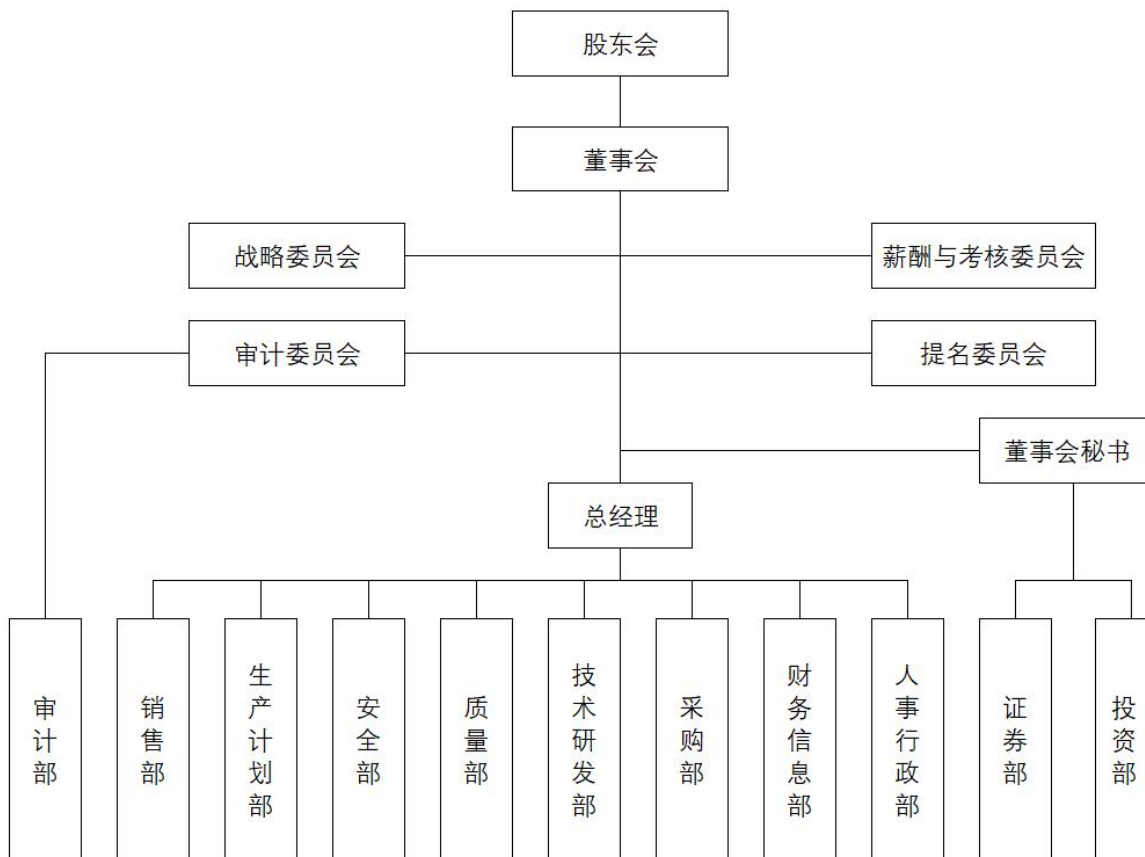 股东会
董事会
战略委员会
薪酬与考核委员会
审计委员会
提名委员会
董事会秘书
总经理
审计部
销售部
生产计划部
安全部
质量部
技术研发部
采购部
财务信息部
人事行政部
证券部
投资部